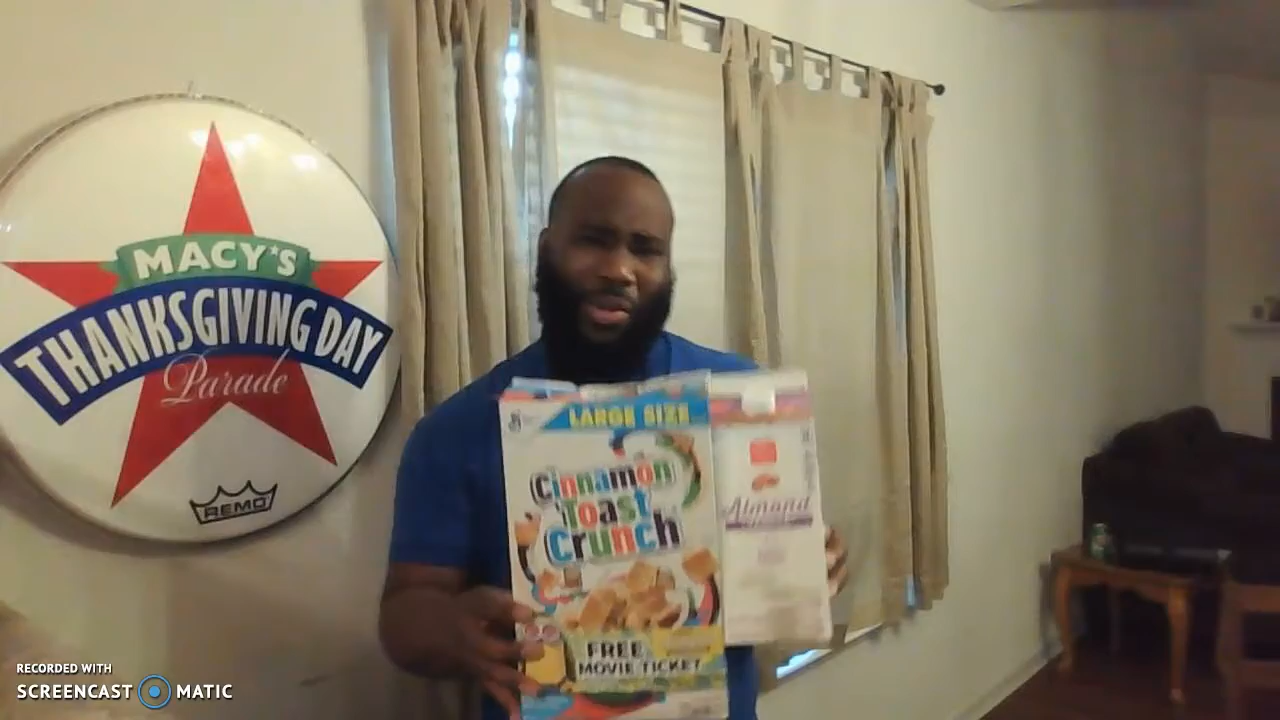 MACY'S
THANKSGIVING DAY
Parade
REMO
LARGE SIZE
Cinnamon
Toast
Crunch
FREE
MOVIE TICKET
Almond
RECORDED WITH
SCREENCAST MATIC